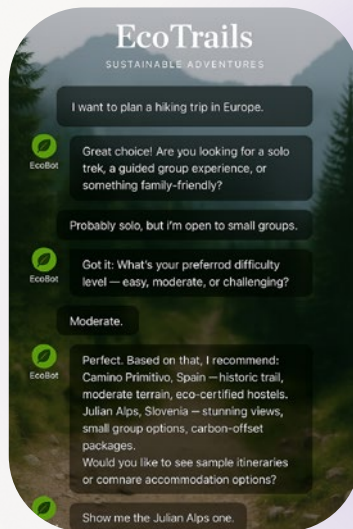 EcoTrails
SUSTAINABLE ADVENTURES
I want to plan a hiking trip in Europe.
Great choice! Are you looking for a solo
trek, a guided group experience, or
something family-friendly?
EcoBot
Probably solo, but i'm open to small groups.
Got it: What's your preferrod difficulty
level — easy, moderate, or challenging?
EcoBot
Moderate.
Perfect. Based on that, I recommend:
Camino Primitivo, Spain — historic trail,
moderate terrain, eco-certified hostels.
Julian Alps, Slovenia — stunning views,
small group options, carbon-offset
packages.
Would you like to see sample itineraries
or comnare accommodation options?
EcoBot
Show me the Julian Alps one.